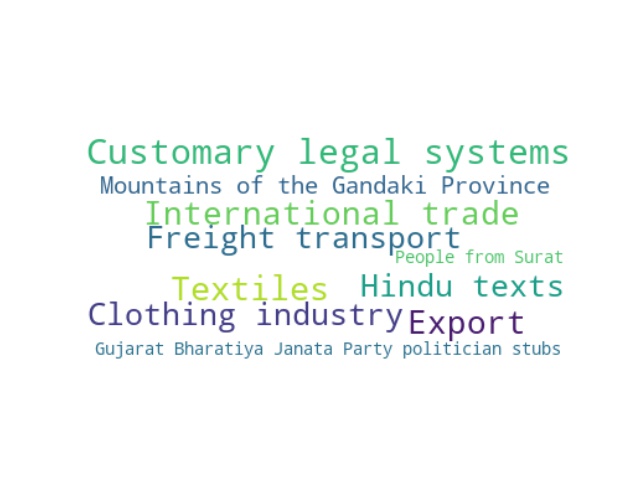 Customary legal systems
Mountains of the Gandaki Province
International trade
Freight transport
People from Surat
Textiles
Hindu texts
Clothing industry
Export
Gujarat Bharatiya Janata Party politician stubs